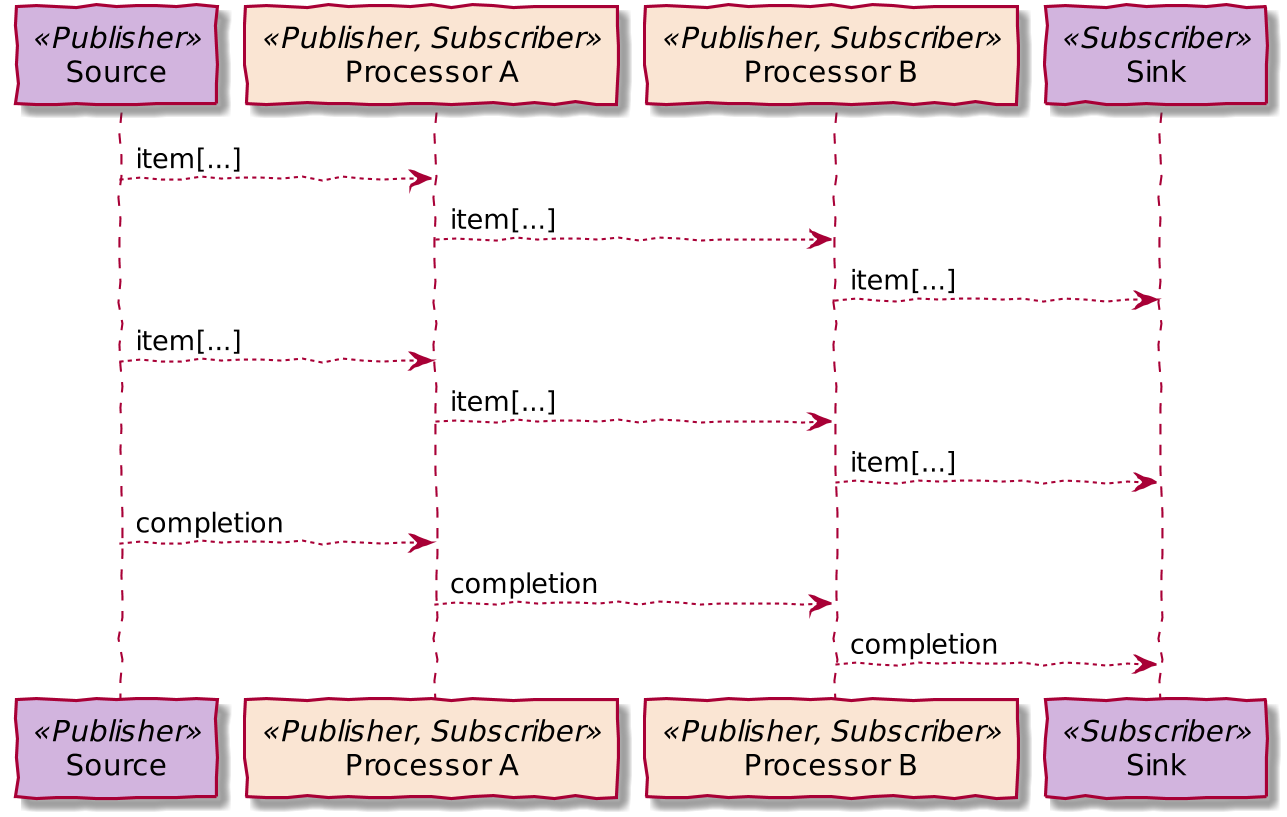 «Publisher»
Source
«Publisher, Subscriber»
Processor A
«Publisher, Subscriber»
Processor B
«Subscriber»
Sink
item[...]
item[...]
item[...]
item[...]
item[...]
item[...]
completion
completion
completion
«Publisher»
Source
«Publisher, Subscriber»
Processor A
«Publisher, Subscriber»
Processor B
«Subscriber»
Sink